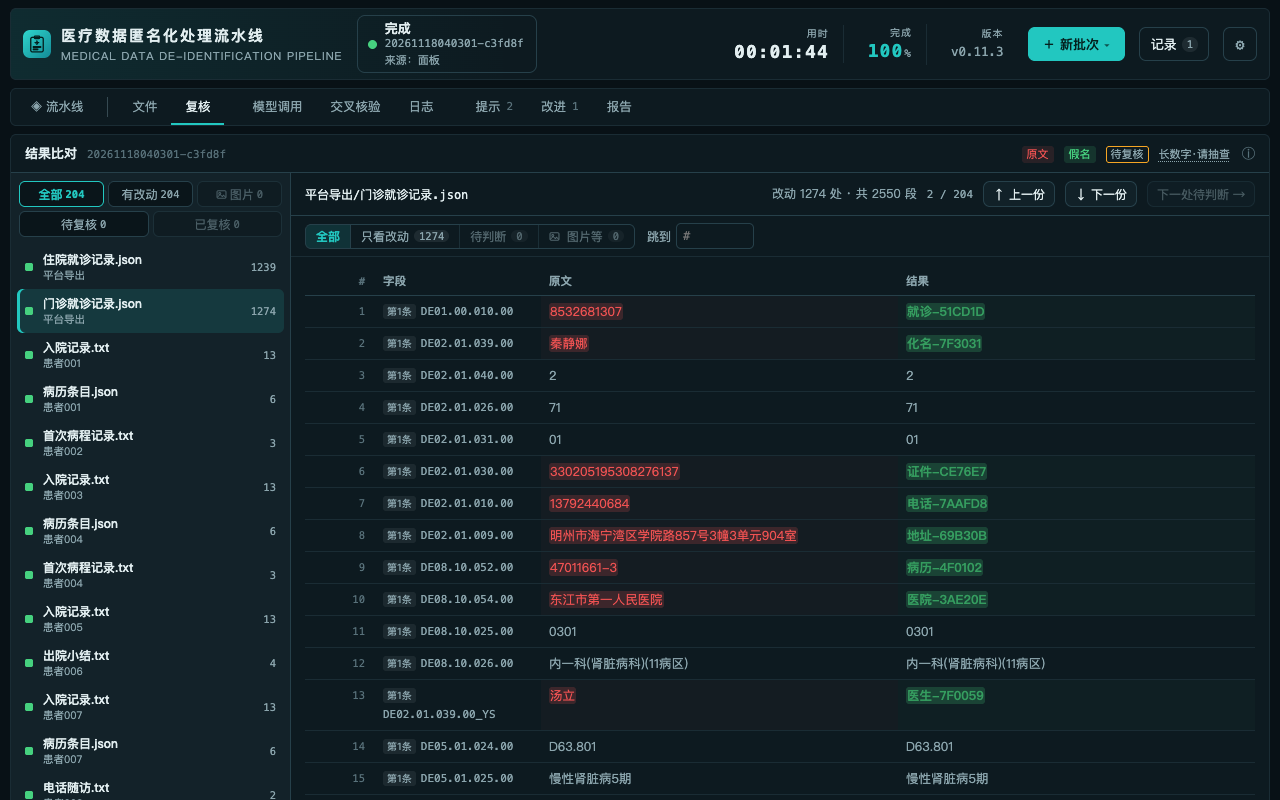 医疗数据匿名化处理流水线
MEDICAL DATA DE-IDENTIFICATION PIPELINE
完成
20261118040301-c3fd8f
来源: 面板
用时
00:01:44
完成
100%
版本
v0.11.3
+ 新批次
记录 1
◈ 流水线
文件
复核
模型调用
交叉核验
日志
提示 2
改进 1
报告
结果比对 20261118040301-c3fd8f
原文
假名
待复核
长数字·请抽查
全部 204
有改动 204
图片 0
待复核 0
已复核 0
住院就诊记录.json
平台导出
1239
门诊就诊记录.json
平台导出
1274
入院记录.txt
患者001
13
病历条目.json
患者001
6
首次病程记录.txt
患者002
3
入院记录.txt
患者003
13
病历条目.json
患者004
6
首次病程记录.txt
患者004
3
入院记录.txt
患者005
13
出院小结.txt
患者006
4
入院记录.txt
患者007
13
病历条目.json
患者007
6
电话随访.txt
2
平台导出/门诊就诊记录.json
改动 1274 处 · 共 2550 段 2 / 204
↑ 上一份
↓ 下一份
下一处待判断 →
全部
只看改动 1274
待判断 0
图片等 0
跳到 #
# 字段 原文 结果
1 第1条 DE01.00.010.00 8532681307 就诊-51CD1D
2 第1条 DE02.01.039.00 秦静娜 化名-7F3031
3 第1条 DE02.01.040.00 2 2
4 第1条 DE02.01.026.00 71 71
5 第1条 DE02.01.031.00 01 01
6 第1条 DE02.01.030.00 330205195308276137 证件-CE76E7
7 第1条 DE02.01.010.00 13792440684 电话-7AAFD8
8 第1条 DE02.01.009.00 明州市海宁湾区学院路857号3幢3单元904室 地址-69B30B
9 第1条 DE08.10.052.00 47011661-3 病历-4F0102
10 第1条 DE08.10.054.00 东江市第一人民医院 医院-3AE20E
11 第1条 DE08.10.025.00 0301 0301
12 第1条 DE08.10.026.00 内一科(肾脏病科)(11病区) 内一科(肾脏病科)(11病区)
13 第1条 DE02.01.039.00_YS 汤立 医生-7F0059
14 第1条 DE05.01.024.00 D63.801 D63.801
15 第1条 DE05.01.025.00 慢性肾脏病5期 慢性肾脏病5期